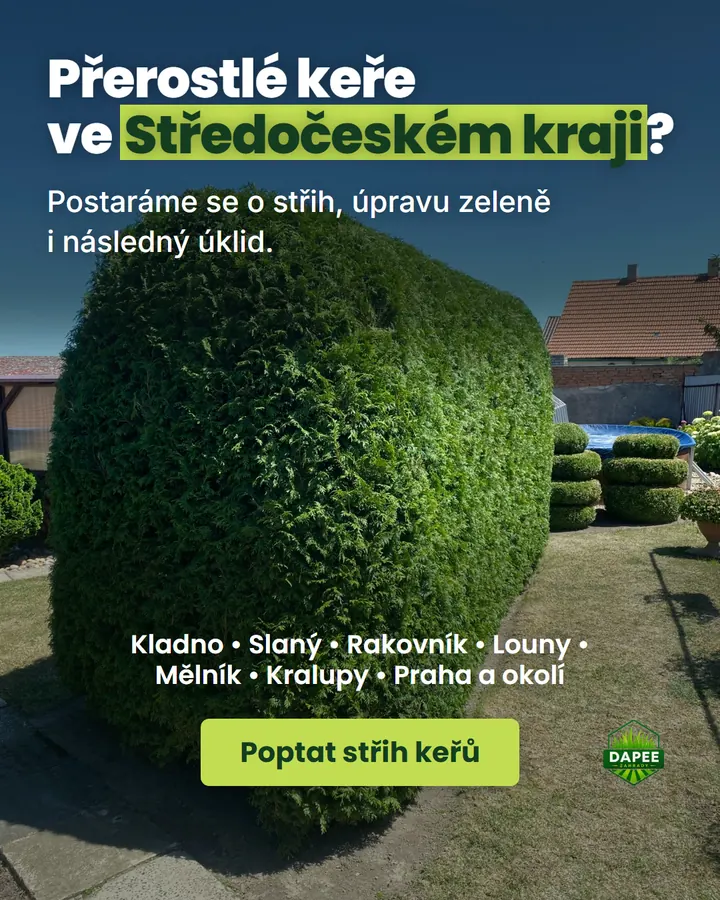 Přerostlé keře
ve Středočeském kraji?
Postaráme se o střih, úpravu zeleně
i následný úklid.
Kladno • Slaný • Rakovník • Louny •
Mělník • Kralupy • Praha a okolí
Poptat střih keřů
DAPEE
ZAHRADY